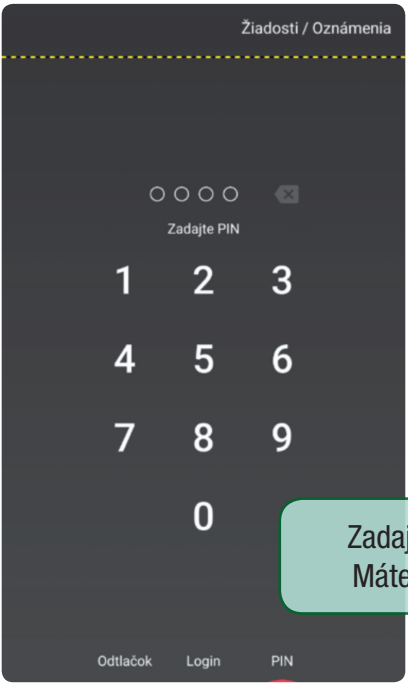 Žiadosti / Oznámenia
Zadajte PIN
1 2 3
4 5 6
7 8 9
0
Odtlačok Login PIN